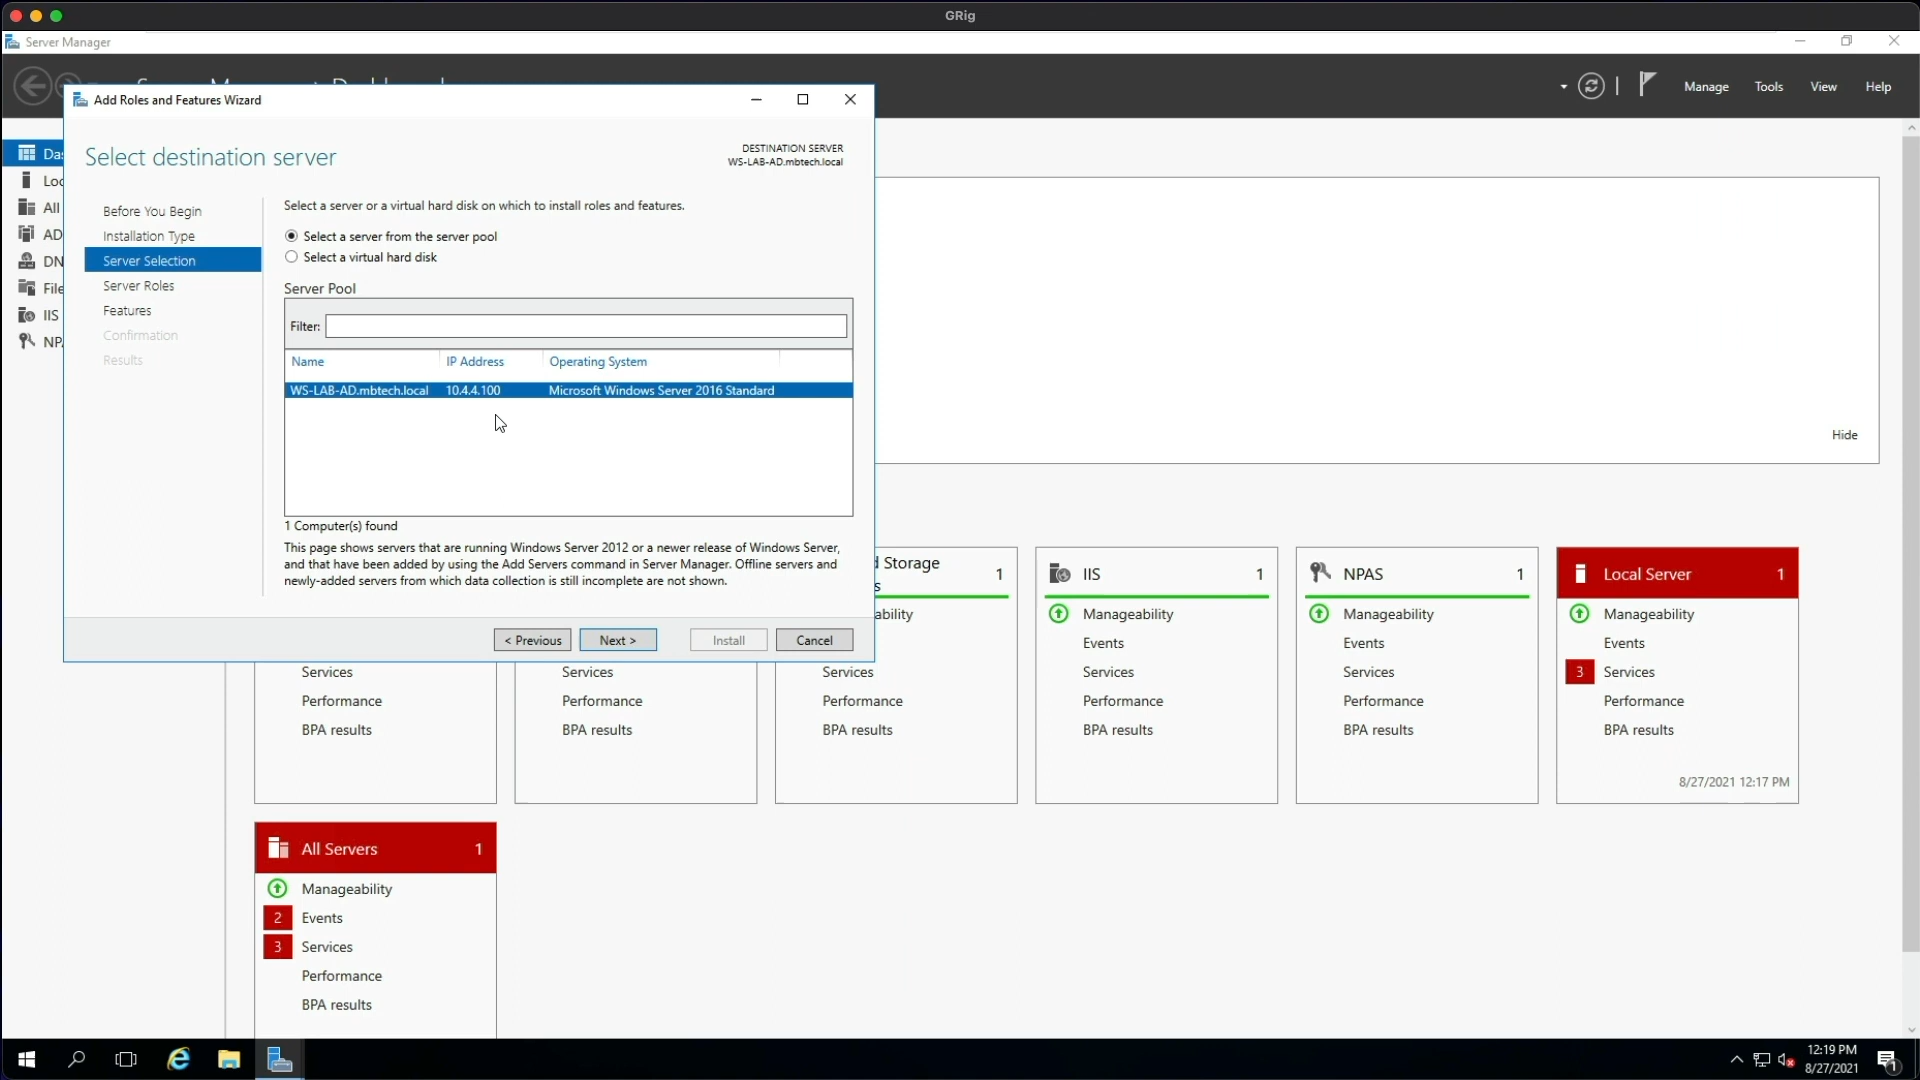 GRig
Server Manager
Manage
Tools
View
Help
Add Roles and Features Wizard
Select destination server
DESTINATION SERVER
WS-LAB-AD.mbtech.local
Before You Begin
Installation Type
Server Selection
Server Roles
Features
Confirmation
Results
Select a server or a virtual hard disk on which to install roles and features.
Select a server from the server pool
Select a virtual hard disk
Server Pool
Filter:
Name IP Address Operating System
WS-LAB-AD.mbtech.local 10.4.4.100 Microsoft Windows Server 2016 Standard
1 Computer(s) found
This page shows servers that are running Windows Server 2012 or a newer release of Windows Server,
and that have been added by using the Add Servers command in Server Manager. Offline servers and
newly-added servers from which data collection is still incomplete are not shown.
< Previous
Next >
Install
Cancel
All
AD
IIS
Hide
Services
Performance
BPA results
Services
Performance
BPA results
Storage
1
Services
Performance
BPA results
IIS 1
Manageability
Events
Services
Performance
BPA results
NPAS 1
Manageability
Events
Services
Performance
BPA results
Local Server 1
Manageability
Events
3 Services
Performance
BPA results
8/27/2021 12:17 PM
All Servers 1
Manageability
2 Events
3 Services
Performance
BPA results
12:19 PM
8/27/2021
1